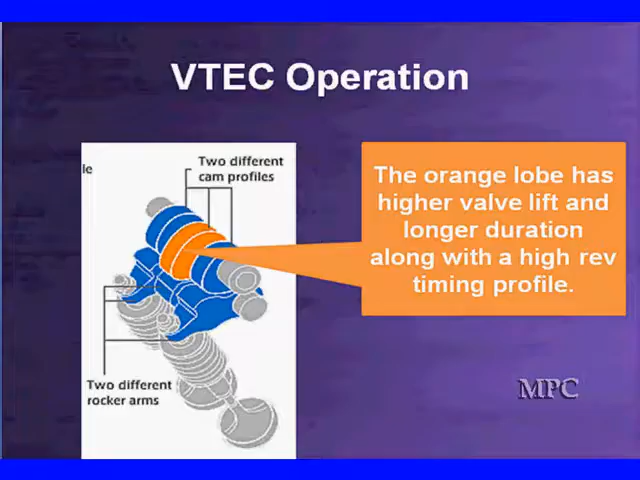 VTEC Operation
le
Two different
cam profiles
The orange lobe has
higher valve lift and
longer duration
along with a high rev
timing profile.
Two different
rocker arms
MPC